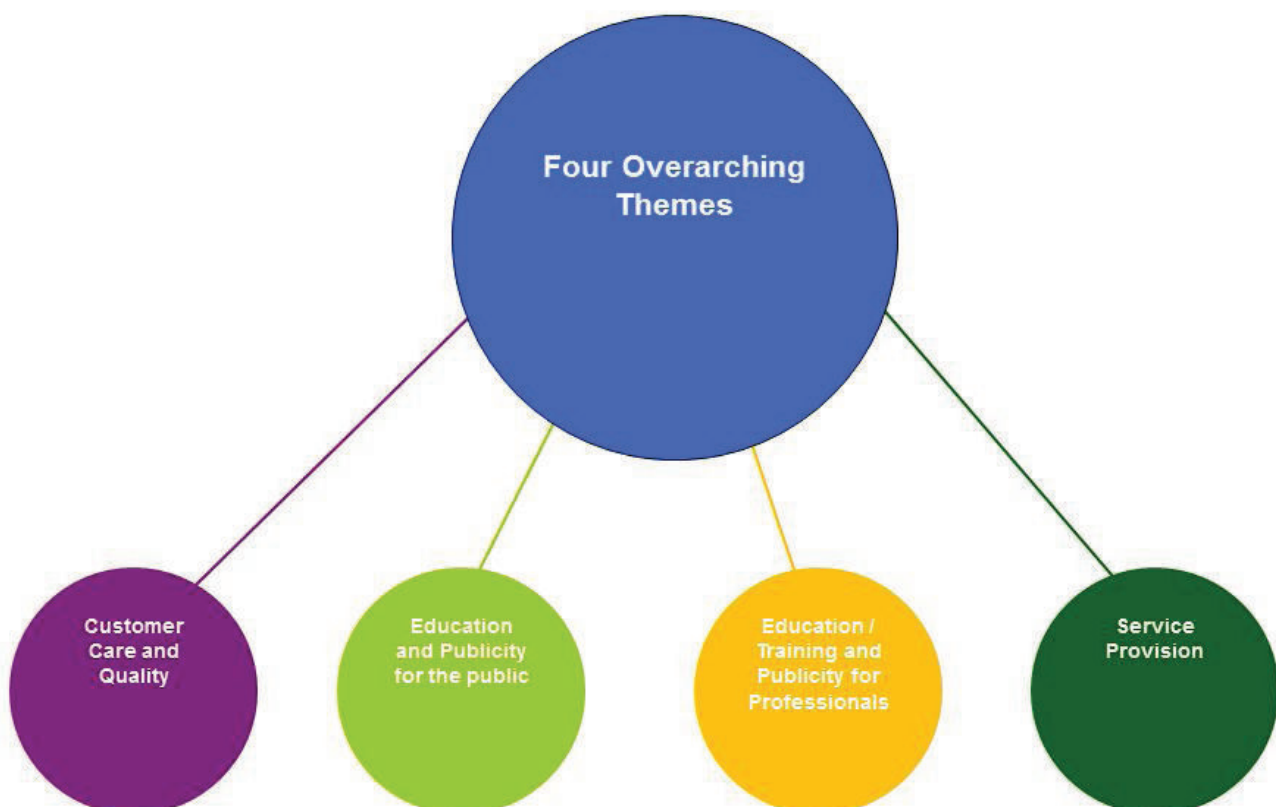 Four Overarching
Themes
Customer
Care and
Quality
Education
and Publicity
for the public
Education /
Training and
Publicity for
Professionals
Service
Provision